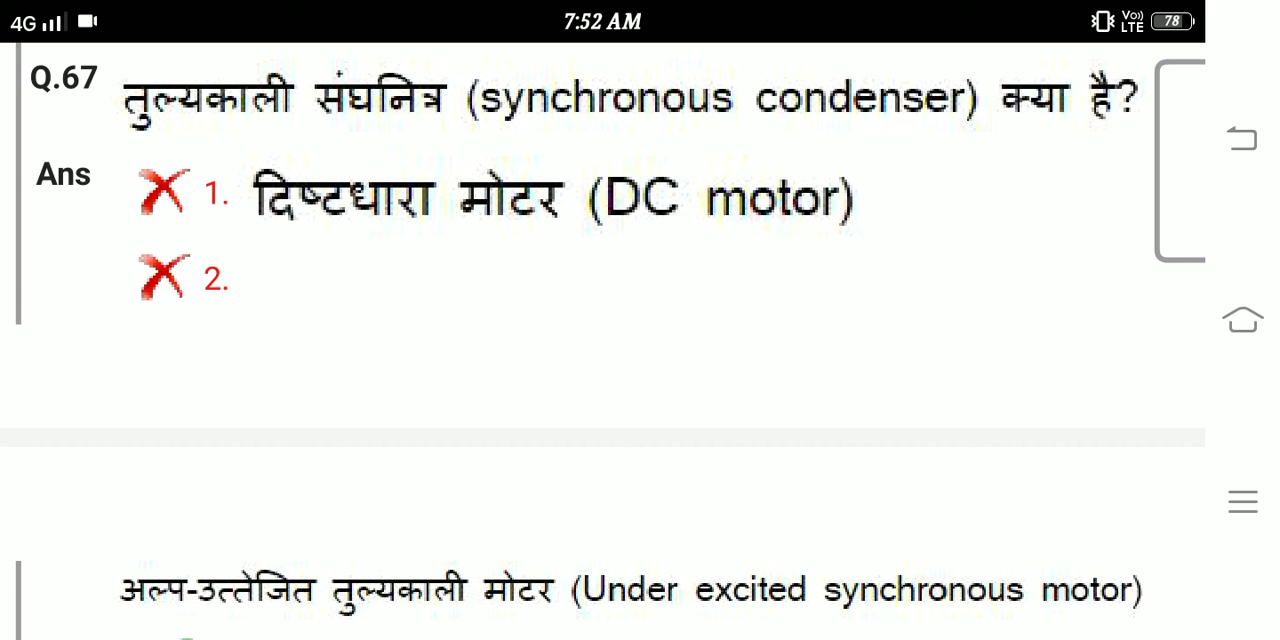 4G 7:52 AM Vo)) LTE 78
Q.67 तुल्यकाली संघनित्र (synchronous condenser) क्या है?
Ans 1. दिष्टधारा मोटर (DC motor)
2.
अल्प-उत्तेजित तुल्यकाली मोटर (Under excited synchronous motor)